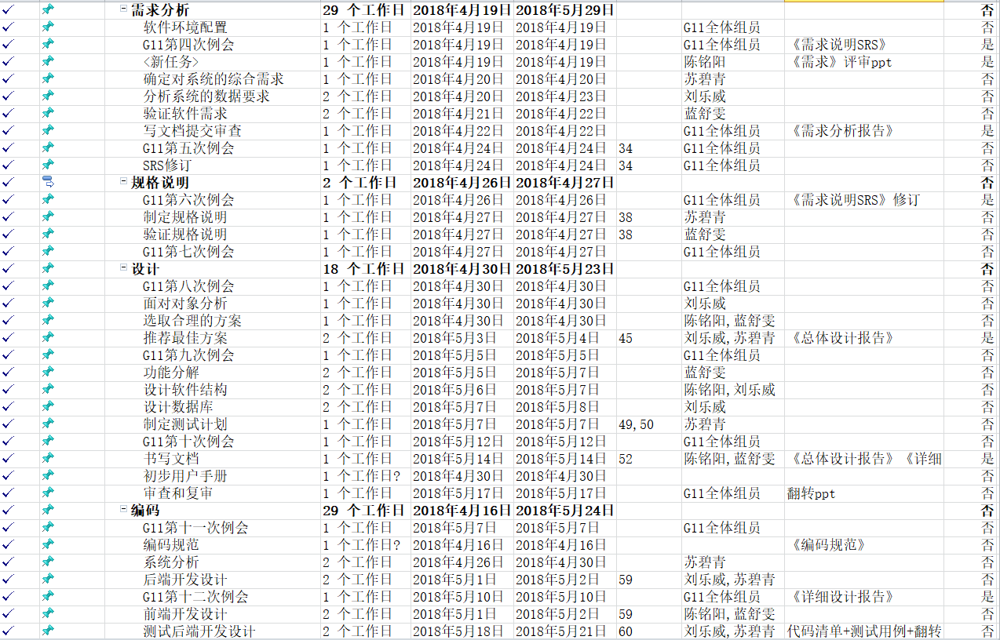 需求分析 29 个工作日 2018年4月19日 2018年5月29日 否
软件环境配置 1 个工作日 2018年4月19日 2018年4月19日 G11全体组员 否
G11第四次例会 1 个工作日 2018年4月19日 2018年4月19日 G11全体组员 《需求说明SRS》 是
<新任务> 1 个工作日 2018年4月19日 2018年4月19日 陈铭阳 《需求》评审ppt 是
确定对系统的综合需求 1 个工作日 2018年4月20日 2018年4月20日 苏碧青 否
分析系统的数据要求 2 个工作日 2018年4月20日 2018年4月23日 刘乐威 否
验证软件需求 2 个工作日 2018年4月21日 2018年4月22日 蓝舒雯 否
写文档提交审查 1 个工作日 2018年4月22日 2018年4月22日 G11全体组员 《需求分析报告》 是
G11第五次例会 1 个工作日 2018年4月24日 2018年4月24日 34 G11全体组员 否
SRS修订 1 个工作日 2018年4月24日 2018年4月24日 34 G11全体组员 否
规格说明 2 个工作日 2018年4月26日 2018年4月27日 否
G11第六次例会 1 个工作日 2018年4月26日 2018年4月26日 G11全体组员 《需求说明SRS》修订 是
制定规格说明 1 个工作日 2018年4月27日 2018年4月27日 38 苏碧青 否
验证规格说明 1 个工作日 2018年4月27日 2018年4月27日 38 蓝舒雯 否
G11第七次例会 1 个工作日 2018年4月27日 2018年4月27日 G11全体组员 否
设计 18 个工作日 2018年4月30日 2018年5月23日 否
G11第八次例会 1 个工作日 2018年4月30日 2018年4月30日 G11全体组员 否
面对对象分析 1 个工作日 2018年4月30日 2018年4月30日 刘乐威 否
选取合理的方案 1 个工作日 2018年4月30日 2018年4月30日 陈铭阳,蓝舒雯 否
推荐最佳方案 2 个工作日 2018年5月3日 2018年5月4日 45 刘乐威,苏碧青 《总体设计报告》 是
G11第九次例会 1 个工作日 2018年5月5日 2018年5月5日 G11全体组员 否
功能分解 2 个工作日 2018年5月5日 2018年5月7日 蓝舒雯 否
设计软件结构 2 个工作日 2018年5月6日 2018年5月7日 陈铭阳,刘乐威 否
设计数据库 2 个工作日 2018年5月7日 2018年5月8日 刘乐威 否
制定测试计划 1 个工作日 2018年5月7日 2018年5月7日 49,50 苏碧青 否
G11第十次例会 1 个工作日 2018年5月12日 2018年5月12日 G11全体组员 否
书写文档 1 个工作日 2018年5月14日 2018年5月14日 52 陈铭阳,蓝舒雯 《总体设计报告》《详细 是
初步用户手册 1 个工作日? 2018年4月30日 2018年4月30日 否
审查和复审 1 个工作日 2018年5月17日 2018年5月17日 G11全体组员 翻转ppt 否
编码 29 个工作日 2018年4月16日 2018年5月24日 否
G11第十一次例会 1 个工作日 2018年5月7日 2018年5月7日 G11全体组员 否
编码规范 1 个工作日? 2018年4月16日 2018年4月16日 《编码规范》 否
系统分析 2 个工作日 2018年4月26日 2018年4月30日 苏碧青 否
后端开发设计 2 个工作日 2018年5月1日 2018年5月2日 59 刘乐威,苏碧青 否
G11第十二次例会 1 个工作日 2018年5月10日 2018年5月10日 G11全体组员 《详细设计报告》 是
前端开发设计 2 个工作日 2018年5月1日 2018年5月2日 59 陈铭阳,蓝舒雯 否
测试后端开发设计 2 个工作日 2018年5月18日 2018年5月21日 60 刘乐威,苏碧青 代码清单+测试用例+翻转 否